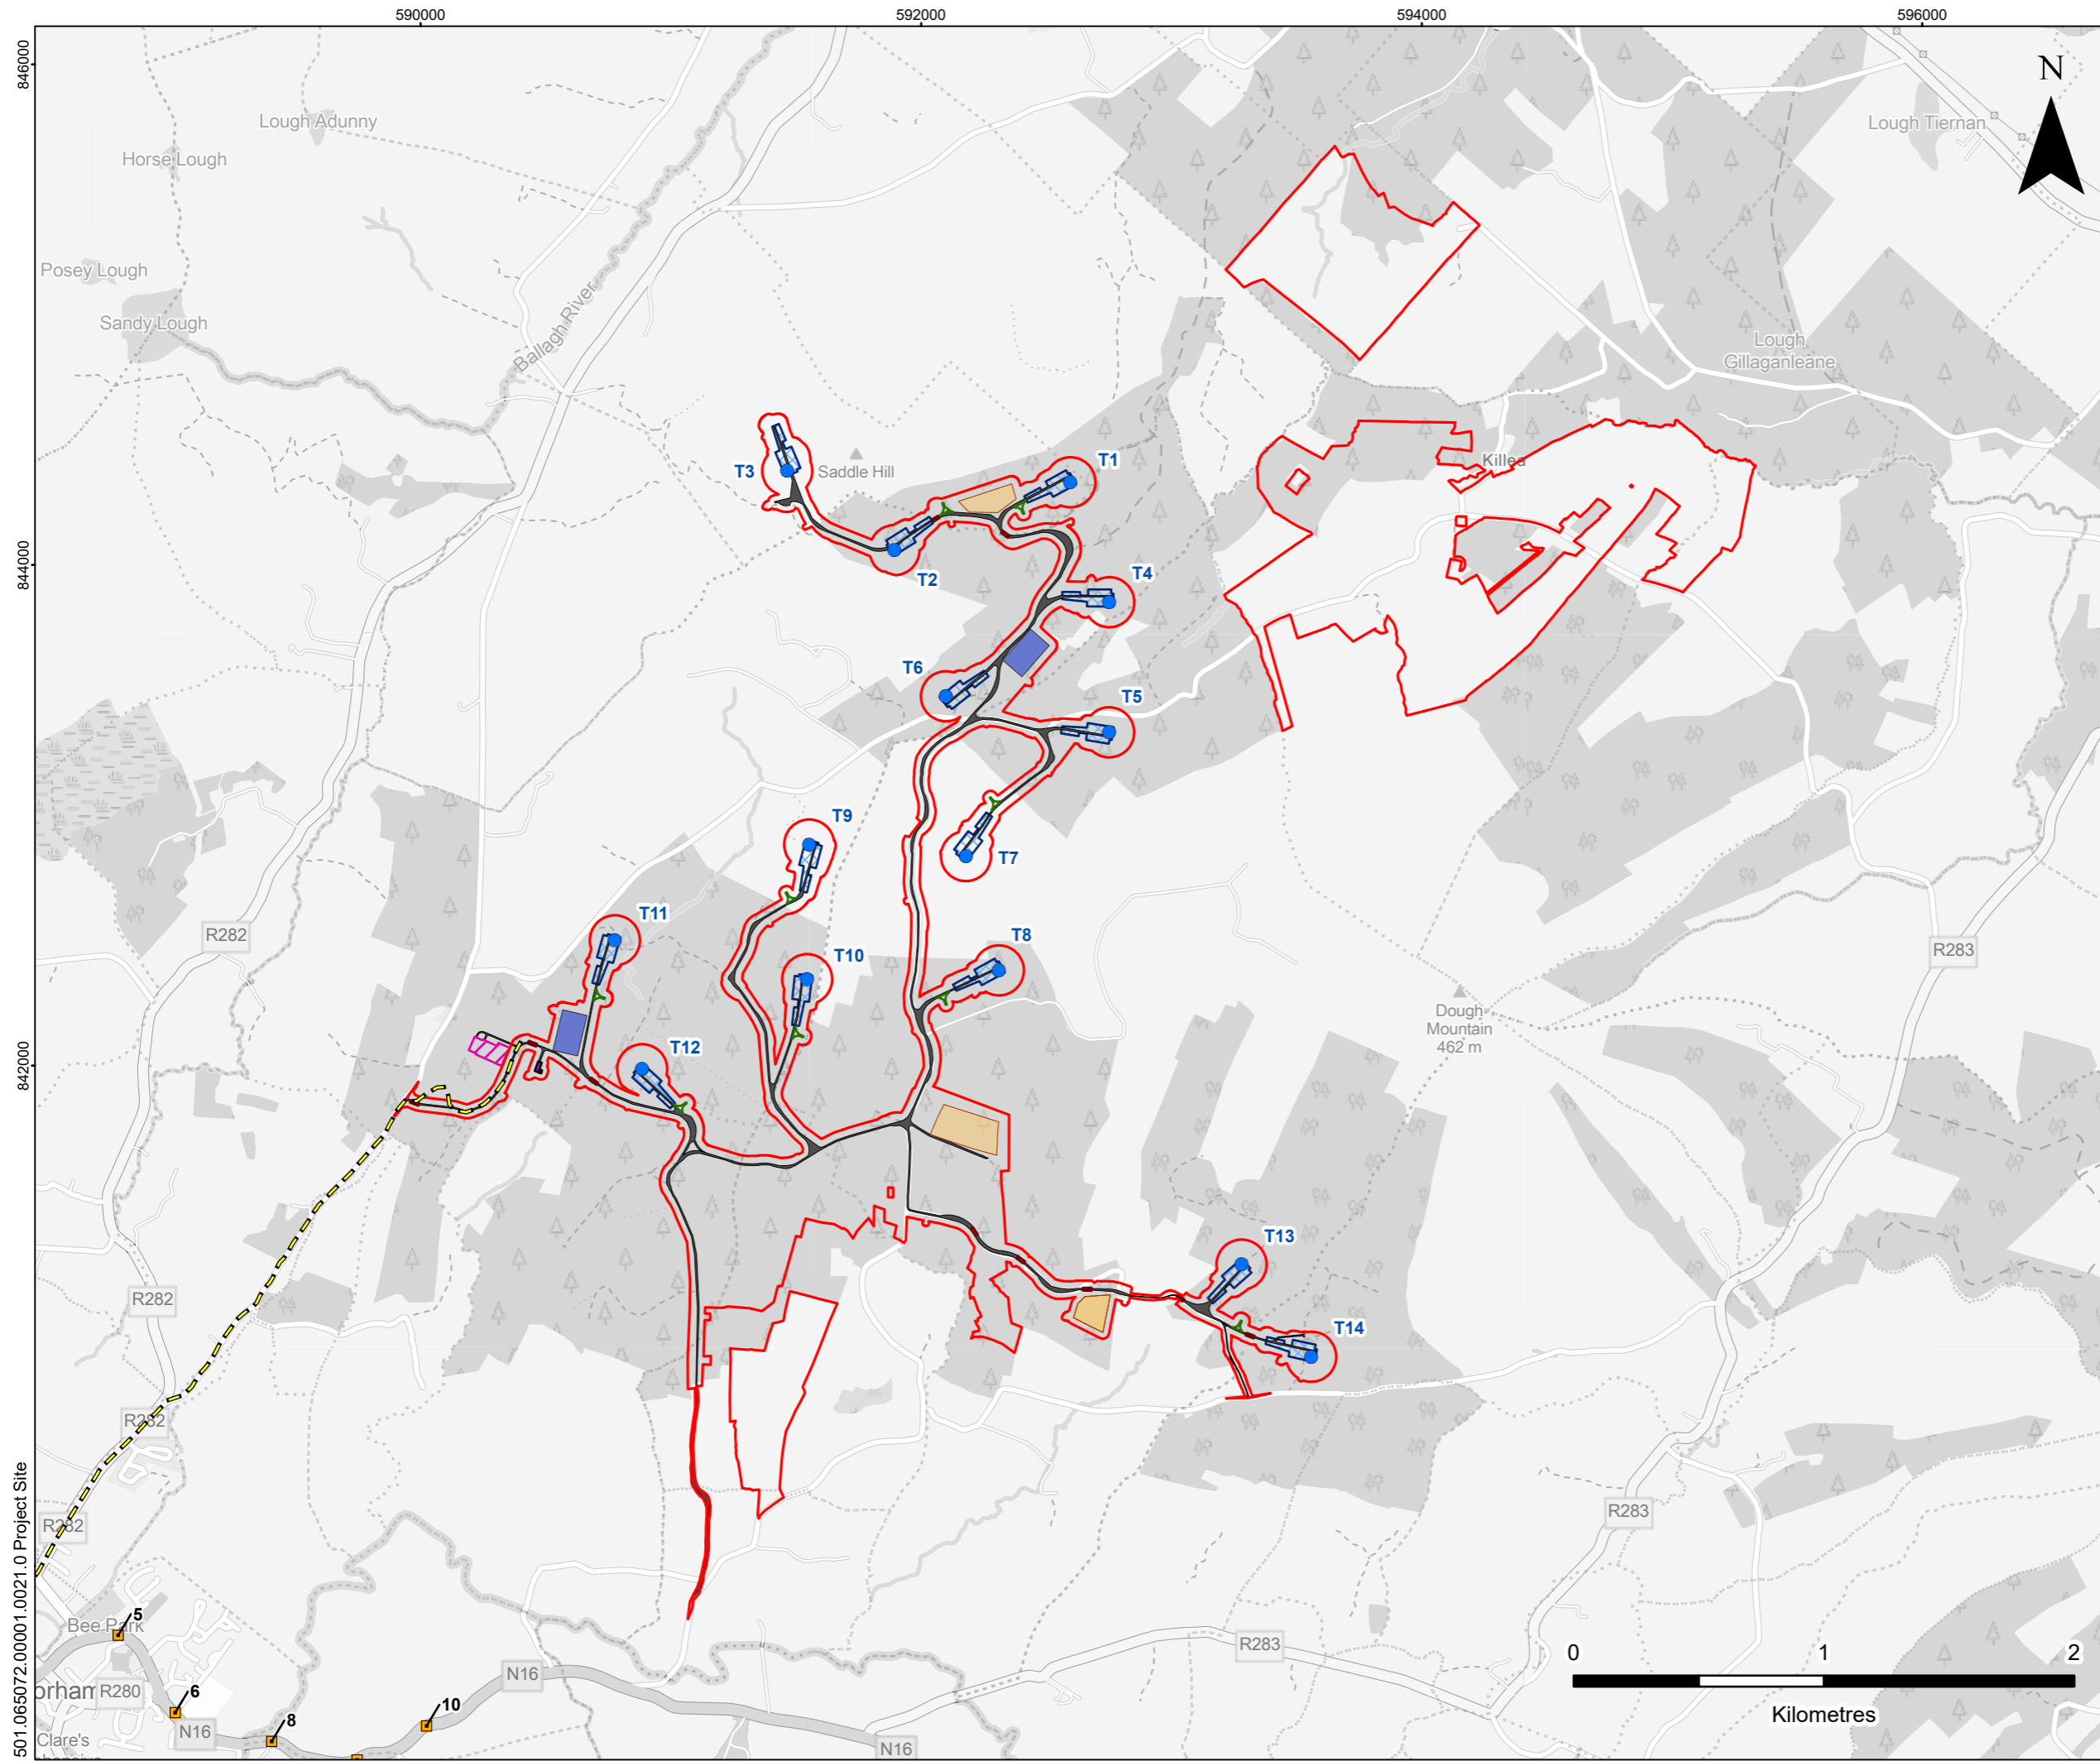 590000
592000
594000
596000
846000
844000
842000
N
Lough Adunny
Horse Lough
Lough Tiernan
Posey Lough
Sandy Lough
Ballagh River
Lough
Gillaganleane
T3
Saddle Hill
T1
Killea
T2
T4
T6
T5
T9
T7
T11
T8
R282
T10
R283
Dough
Mountain
462 m
T12
T13
R282
T14
R282
R283
R282
501.065072.00001.0021.0 Project Site
5
Bee Park
R283
0
1
2
Kilometres
N16
orham
R280
6
10
N16
8
Clare's
N16